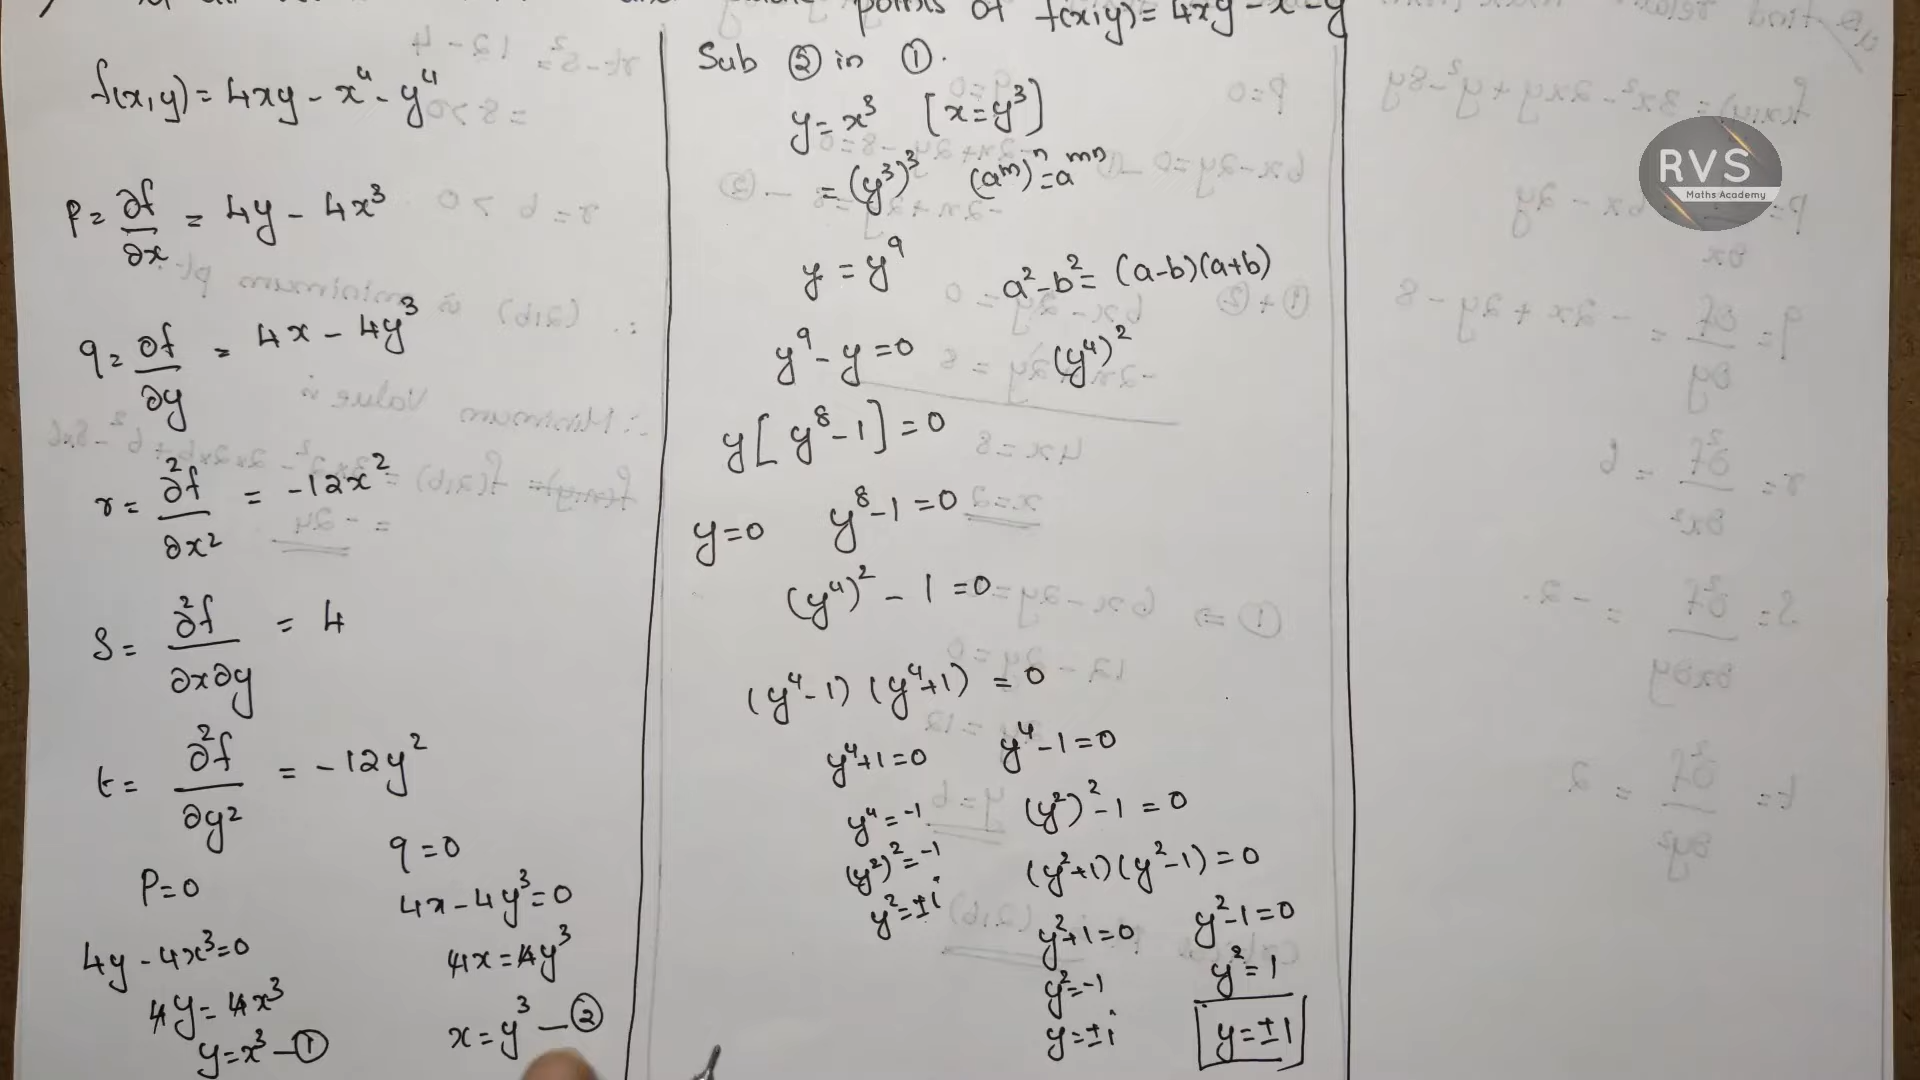 points of f(x,y) = 4xy - x - y
f(x,y) = 4xy - x⁴ - y⁴
P = ∂f/∂x = 4y - 4x³
q = ∂f/∂y = 4x - 4y³
r = ∂²f/∂x² = -12x²
S = ∂²f/∂x∂y = 4
t = ∂²f/∂y² = -12y²
P=0
4y - 4x³=0
4y = 4x³
y=x³ — ①
q=0
4x - 4y³=0
4x = 4y³
x = y³ — ②
Sub ② in ①.
y = x³ [x = y³]
= (y³)³ (aᵐ)ⁿ = aᵐⁿ
y = y⁹ a² - b² = (a-b)(a+b)
y⁹ - y = 0 (y⁴)²
y[y⁸ - 1] = 0
y=0 y⁸-1=0
(y⁴)² - 1 = 0
(y⁴-1) (y⁴+1) = 0
y⁴+1=0
y⁴=-1
(y²)²=-1
y²=±i
y⁴-1=0
(y²)²-1=0
(y²+1)(y²-1)=0
y²+1=0
y²=-1
y=±i
y²-1=0
y²=1
y=±1
RVS
Maths Academy